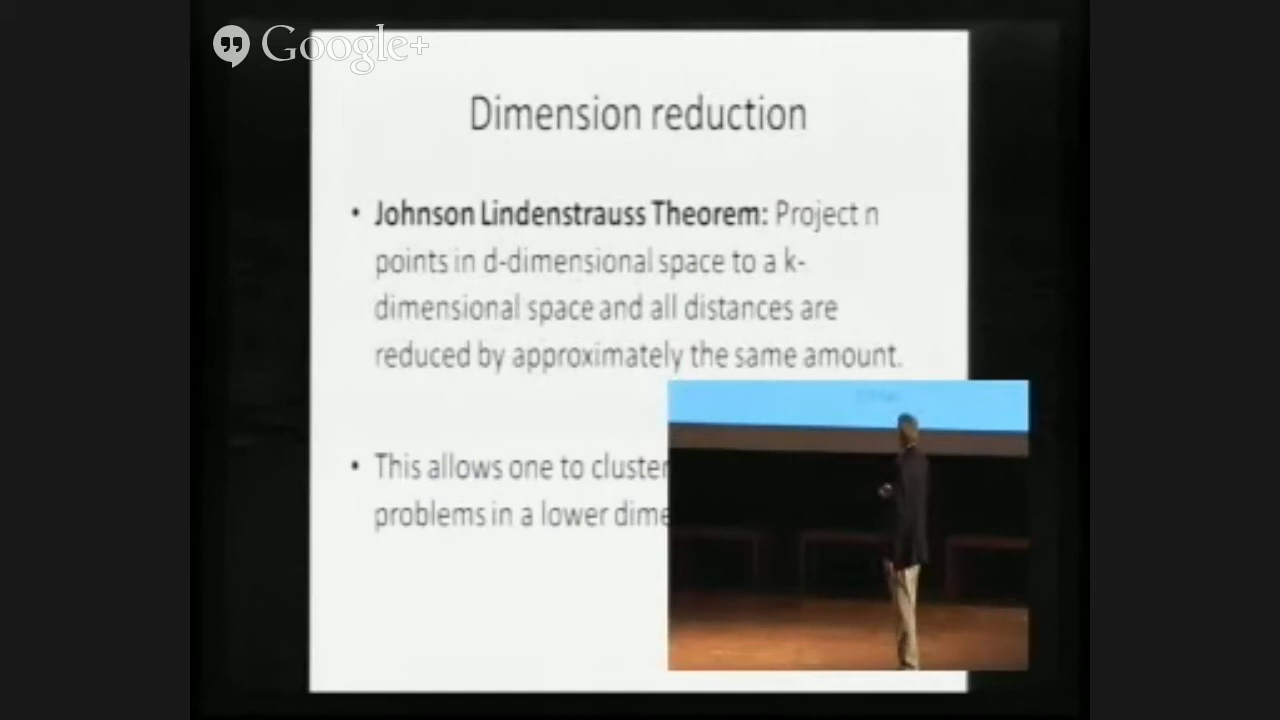 Google+
Dimension reduction
• Johnson Lindenstrauss Theorem: Project n
points in d-dimensional space to a k-
dimensional space and all distances are
reduced by approximately the same amount.
• This allows one to cluster
problems in a lower